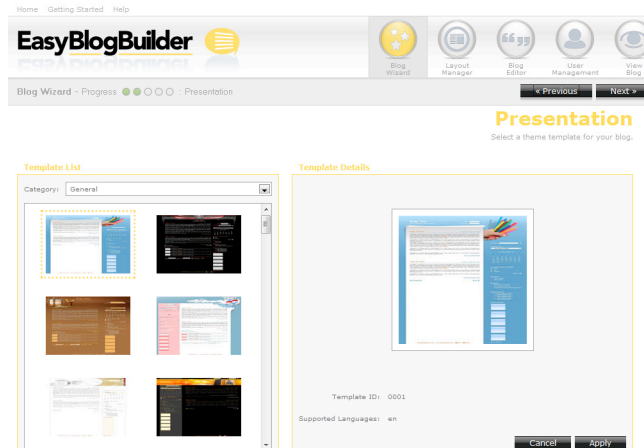 Home Getting Started Help
EasyBlogBuilder
Blog Wizard
Layout Manager
Blog Editor
User Management
View Blog
Blog Wizard - Progress : Presentation
« Previous Next »
Presentation
Select a theme template for your blog.
Template List
Template Details
Category: General
Template ID: 0001
Supported Languages: en
Cancel Apply